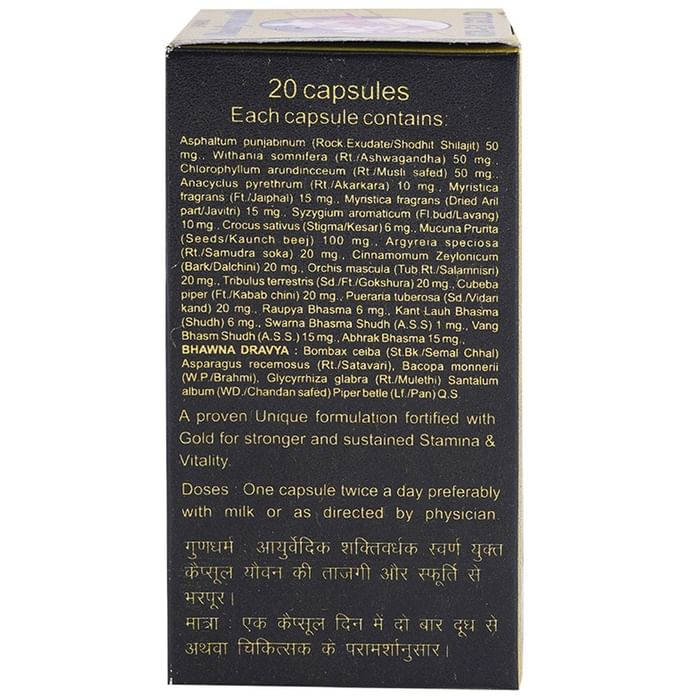 20 capsules
Each capsule contains:
Asphaltum punjabinum (Rock.Exudate/Shodhit Shilajit) 50
mg., Withania somnifera (Rt./Ashwagandha) 50 mg.,
Chlorophyllum arundincceum (Rt./Musli safed) 50 mg.,
Anacyclus pyrethrum (Rt./Akarkara) 10 mg., Myristica
fragrans (Ft./Jaiphal) 15 mg., Myristica fragrans (Dried Aril
part/Javitri) 15 mg., Syzygium aromaticum (Fl.bud/Lavang)
10 mg., Crocus sativus (Stigma/Kesar) 6 mg., Mucuna Prurita
(Seeds/Kaunch beej) 100 mg., Argyreia speciosa
(Rt./Samudra soka) 20 mg., Cinnamomum Zeylonicum
(Bark/Dalchini) 20 mg., Orchis mascula (Tub Rt./Salamnisri)
20 mg., Tribulus terrestris (Sd./Ft./Gokshura) 20 mg., Cubeba
piper (Ft./Kabab chini) 20 mg., Pueraria tuberosa (Sd./Vidari
kand) 20 mg., Raupya Bhasma 6 mg., Kant Lauh Bhasma
(Shudh) 6 mg., Swarna Bhasma Shudh (A.S.S) 1 mg., Vang
Bhasm Shudh (A.S.S.) 15 mg., Abhrak Bhasma 15 mg.,
BHAWNA DRAVYA : Bombax ceiba (St.Bk./Semal Chhal)
Asparagus recemosus (Rt./Satavari), Bacopa monnerii
(W.P./Brahmi), Glycyrrhiza glabra (Rt./Mulethi) Santalum
album (WD./Chandan safed) Piper betle (Lf./Pan) Q.S.
A proven Unique formulation fortified with
Gold for stronger and sustained Stamina &
Vitality.
Doses : One capsule twice a day preferably
with milk or as directed by physician.
गुणधर्म : आयुर्वेदिक शक्तिवर्धक स्वर्ण युक्त
कैप्सूल यौवन की ताजगी और स्फूर्ति से
भरपूर।
मात्रा : एक कैप्सूल दिन में दो बार दूध से
अथवा चिकित्सक के परामर्शानुसार।